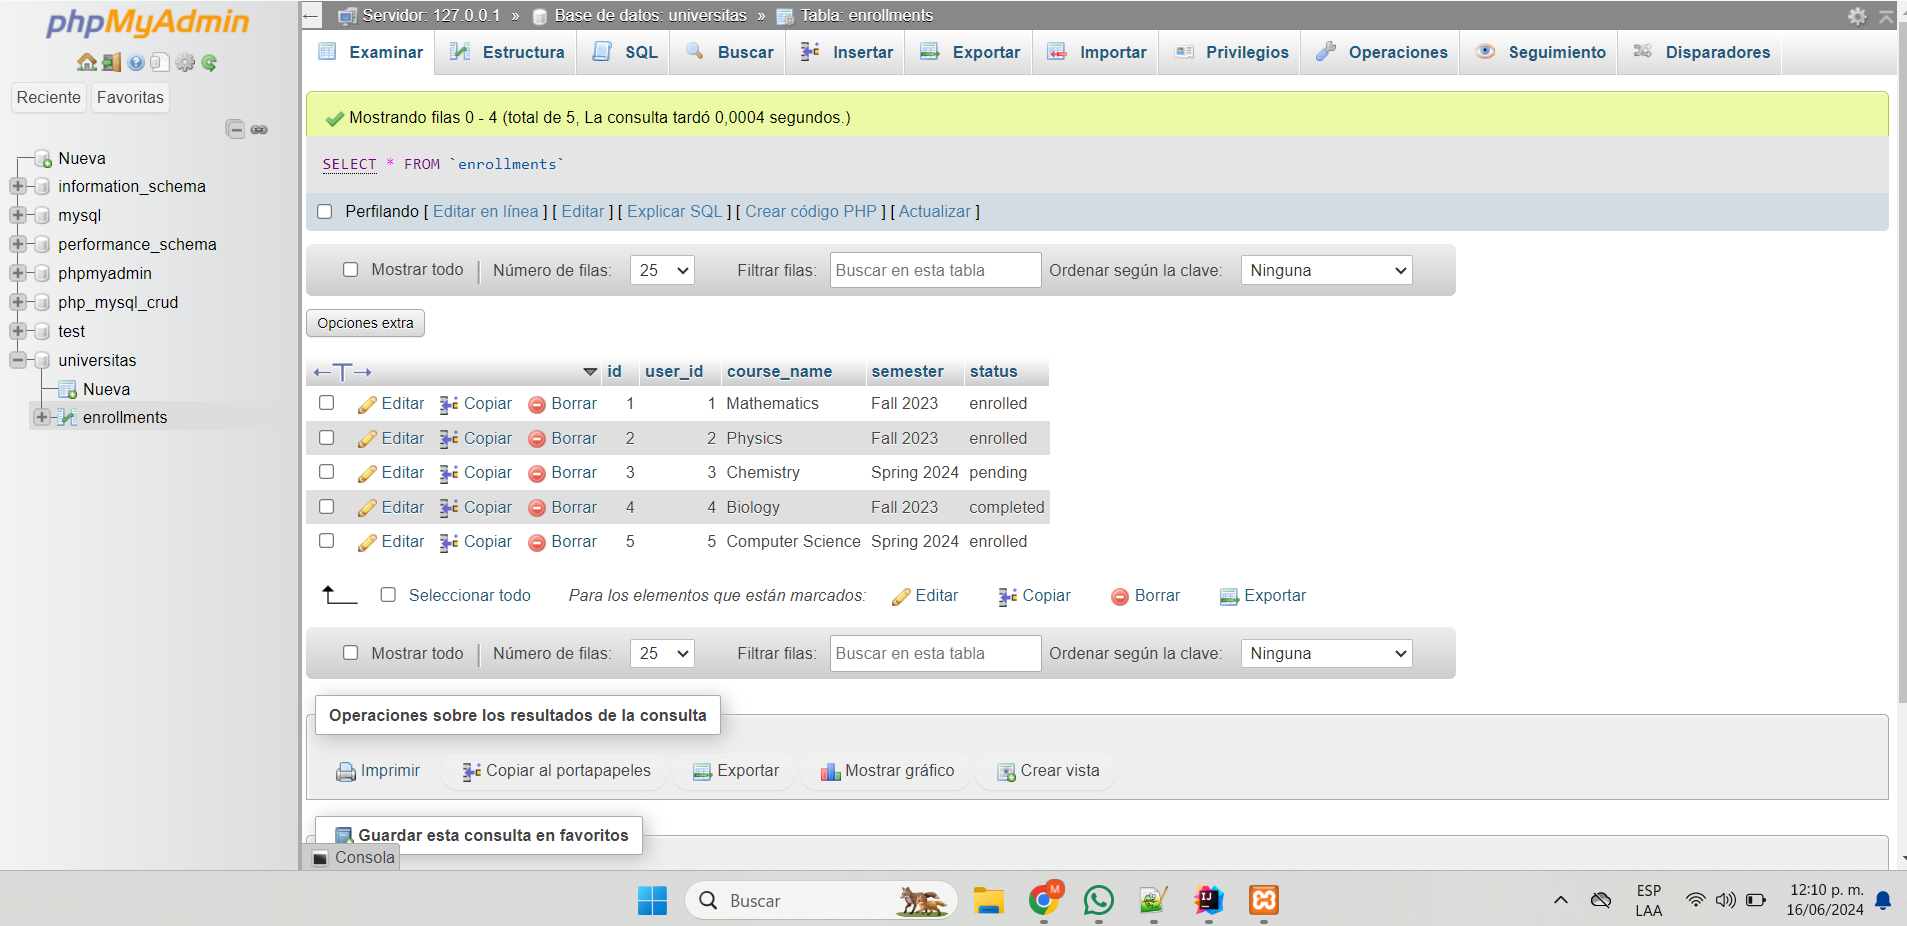 phpMyAdmin
Reciente Favoritas
Nueva
information_schema
mysql
performance_schema
phpmyadmin
php_mysql_crud
test
universitas
Nueva
enrollments
Servidor: 127.0.0.1 » Base de datos: universitas » Tabla: enrollments
Examinar Estructura SQL Buscar Insertar Exportar Importar Privilegios Operaciones Seguimiento Disparadores
Mostrando filas 0 - 4 (total de 5, La consulta tardó 0,0004 segundos.)
SELECT * FROM `enrollments`
Perfilando [ Editar en línea ] [ Editar ] [ Explicar SQL ] [ Crear código PHP ] [ Actualizar ]
Mostrar todo Número de filas: 25 Filtrar filas: Buscar en esta tabla Ordenar según la clave: Ninguna
Opciones extra
id user_id course_name semester status
Editar Copiar Borrar 1 1 Mathematics Fall 2023 enrolled
Editar Copiar Borrar 2 2 Physics Fall 2023 enrolled
Editar Copiar Borrar 3 3 Chemistry Spring 2024 pending
Editar Copiar Borrar 4 4 Biology Fall 2023 completed
Editar Copiar Borrar 5 5 Computer Science Spring 2024 enrolled
Seleccionar todo Para los elementos que están marcados: Editar Copiar Borrar Exportar
Mostrar todo Número de filas: 25 Filtrar filas: Buscar en esta tabla Ordenar según la clave: Ninguna
Operaciones sobre los resultados de la consulta
Imprimir Copiar al portapapeles Exportar Mostrar gráfico Crear vista
Guardar esta consulta en favoritos
Consola
Buscar
M
IJ
ESP
LAA
12:10 p. m.
16/06/2024